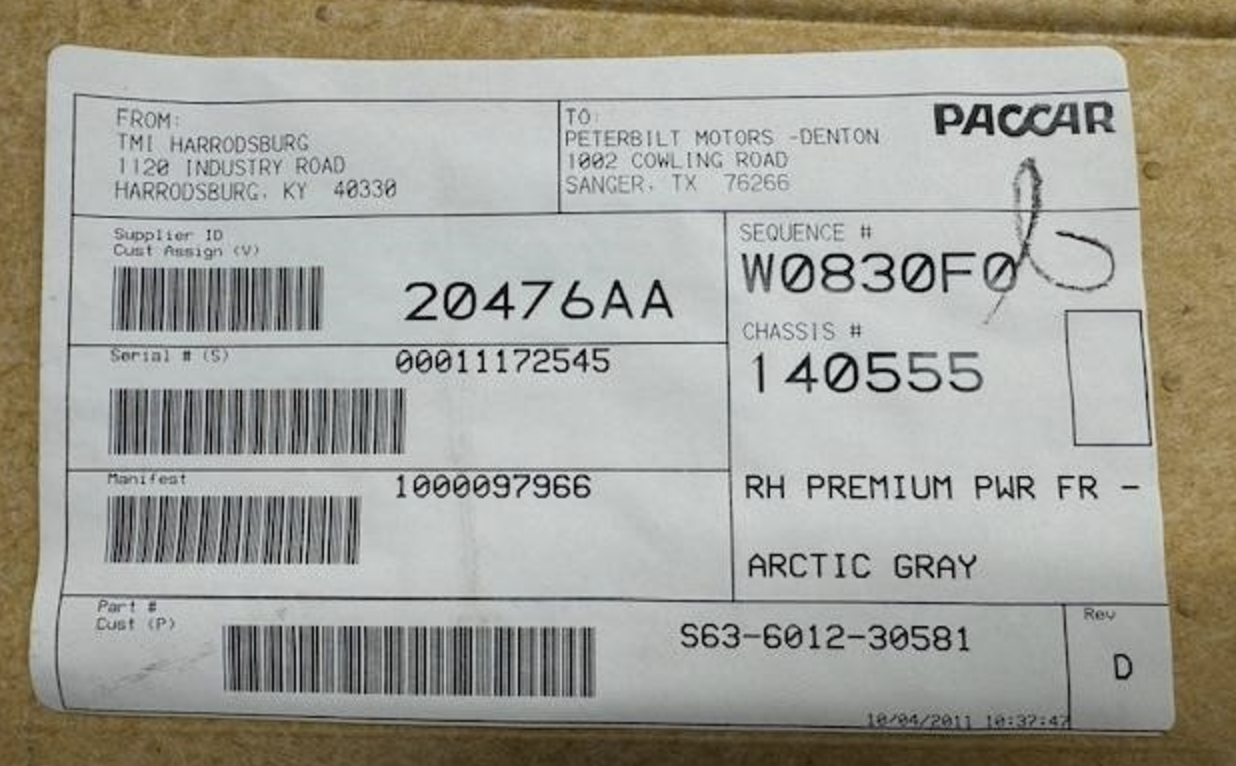 FROM:
TMI HARRODSBURG
1120 INDUSTRY ROAD
HARRODSBURG, KY 40330
TO:
PETERBILT MOTORS -DENTON
1002 COWLING ROAD
SANGER, TX 76266
PACCAR
Supplier ID
Cust Assign (V)
20476AA
SEQUENCE #
W0830F0
CHASSIS #
140555
Serial # (S)
00011172545
Manifest
1000097966
RH PREMIUM PWR FR -
ARCTIC GRAY
Part #
Cust (P)
S63-6012-30581
Rev
D
10/04/2011 10:37:47